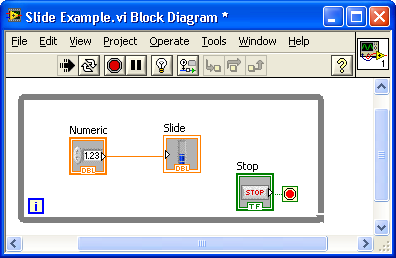 Slide Example.vi Block Diagram *
File Edit View Project Operate Tools Window Help
?
1
Numeric
1.23
DBL
Slide
DBL
Stop
STOP
TF
i